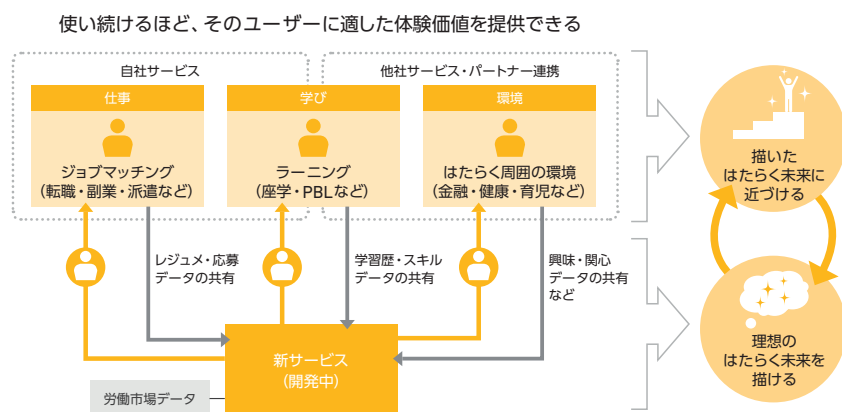 使い続けるほど、そのユーザーに適した体験価値を提供できる
自社サービス
他社サービス・パートナー連携
仕事
学び
環境
ジョブマッチング
(転職・副業・派遣など)
ラーニング
(座学・PBLなど)
はたらく周囲の環境
(金融・健康・育児など)
レジュメ・応募
データの共有
学習歴・スキル
データの共有
興味・関心
データの共有
など
新サービス
(開発中)
労働市場データ
描いた
はたらく未来に
近づける
理想の
はたらく未来を
描ける